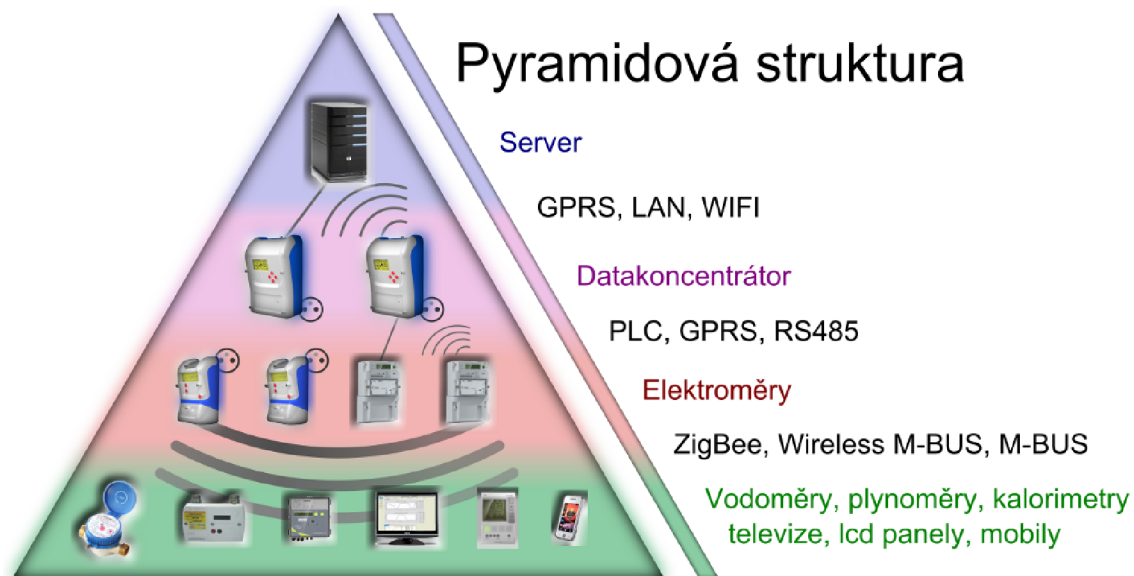 Pyramidová struktura
Server
GPRS, LAN, WIFI
Datakoncentrátor
PLC, GPRS, RS485
Elektroměry
ZigBee, Wireless M-BUS, M-BUS
Vodoměry, plynoměry, kalorimetry
televize, lcd panely, mobily